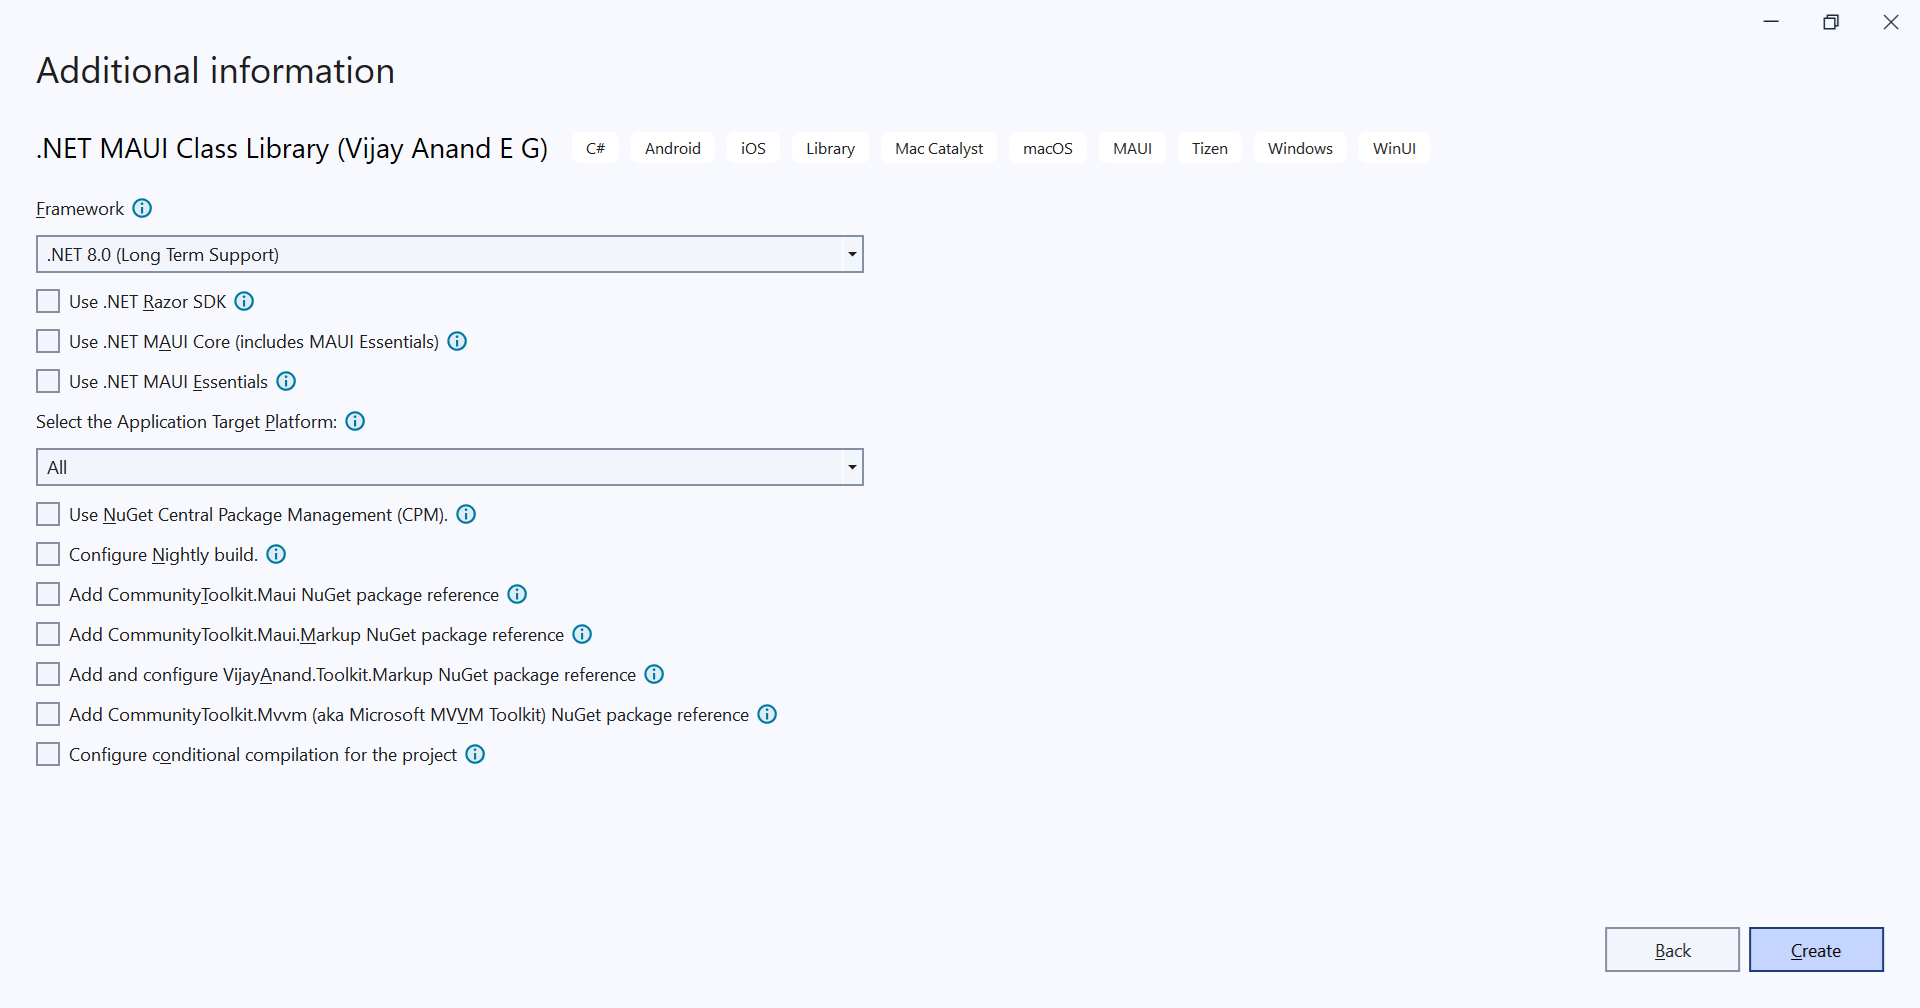 Additional information
.NET MAUI Class Library (Vijay Anand E G) C# Android iOS Library Mac Catalyst macOS MAUI Tizen Windows WinUI
Framework
.NET 8.0 (Long Term Support)
Use .NET Razor SDK
Use .NET MAUI Core (includes MAUI Essentials)
Use .NET MAUI Essentials
Select the Application Target Platform:
All
Use NuGet Central Package Management (CPM).
Configure Nightly build.
Add CommunityToolkit.Maui NuGet package reference
Add CommunityToolkit.Maui.Markup NuGet package reference
Add and configure VijayAnand.Toolkit.Markup NuGet package reference
Add CommunityToolkit.Mvvm (aka Microsoft MVVM Toolkit) NuGet package reference
Configure conditional compilation for the project
Back Create